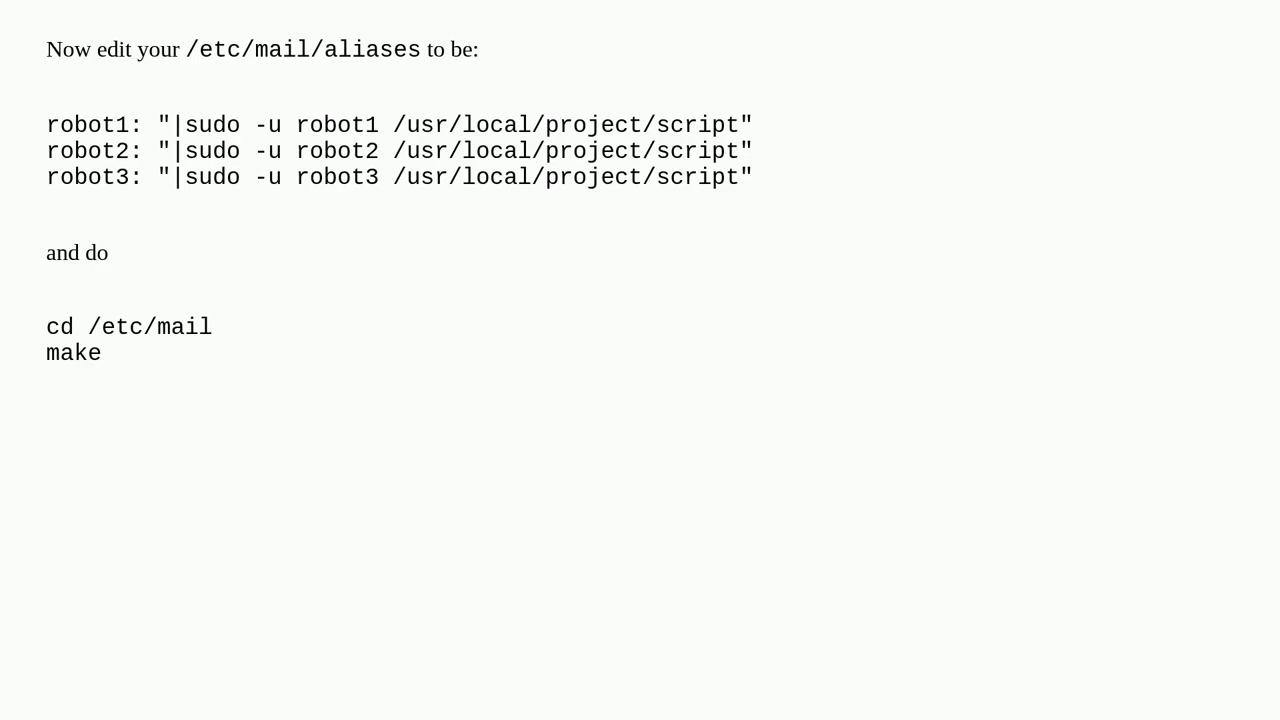 Now edit your /etc/mail/aliases to be:
robot1: "|sudo -u robot1 /usr/local/project/script"
robot2: "|sudo -u robot2 /usr/local/project/script"
robot3: "|sudo -u robot3 /usr/local/project/script"
and do
cd /etc/mail
make